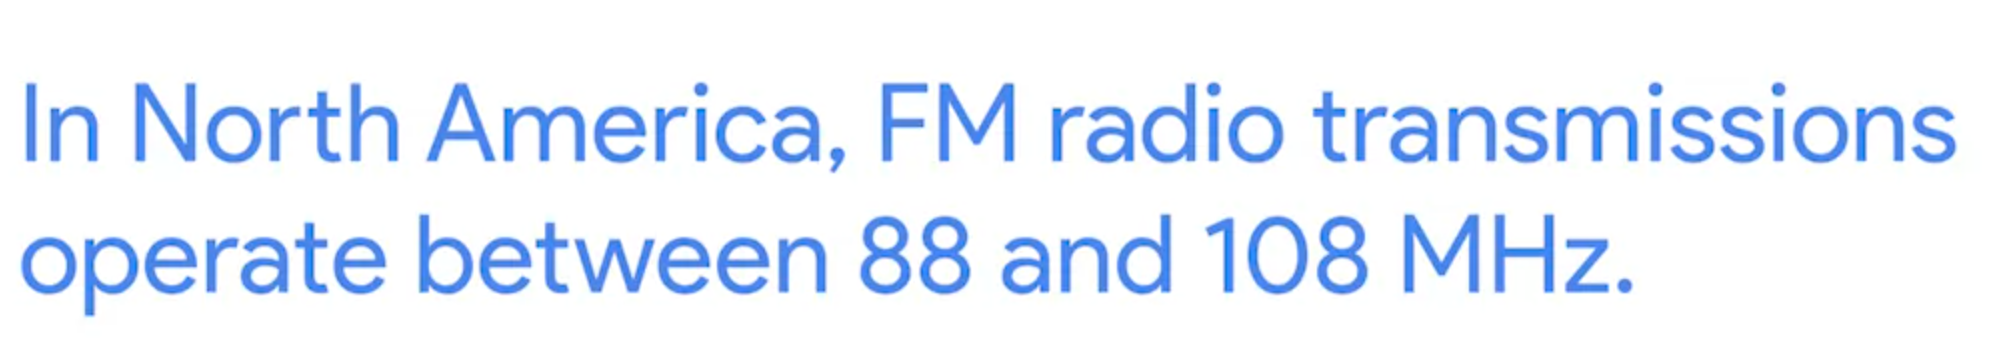 In North America, FM radio transmissions
operate between 88 and 108 MHz.